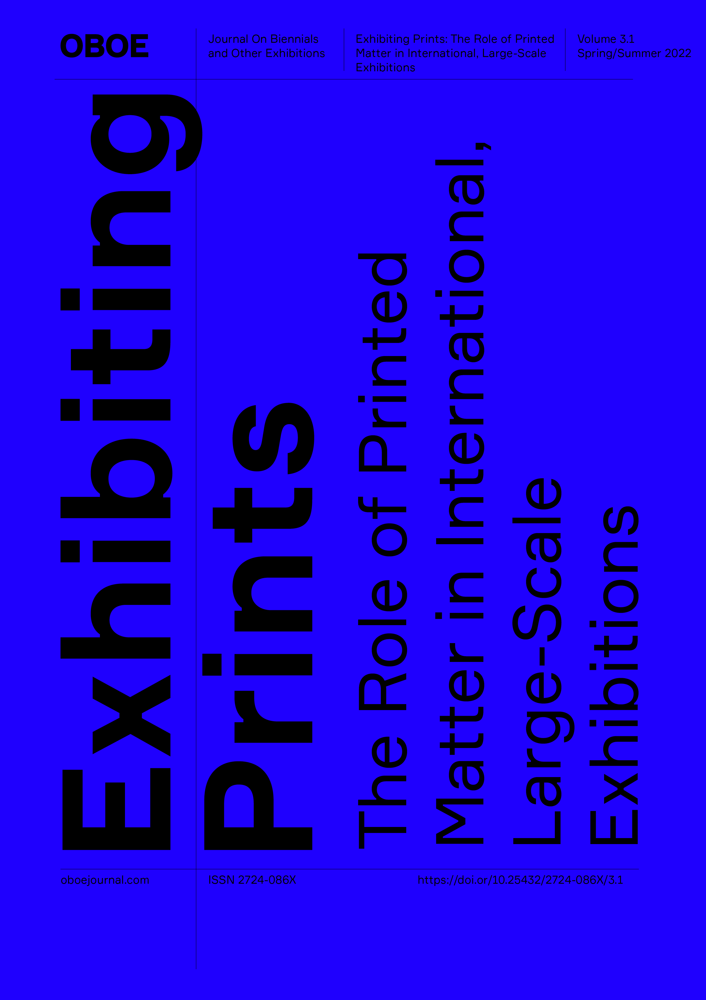 OBOE
Journal On Biennials
and Other Exhibitions
Exhibiting Prints: The Role of Printed
Matter in International, Large-Scale
Exhibitions
Volume 3.1
Spring/Summer 2022
Exhibiting
Prints
The Role of Printed
Matter in International,
Large-Scale
Exhibitions
oboejournal.com
ISSN 2724-086X
https://doi.or/10.25432/2724-086X/3.1